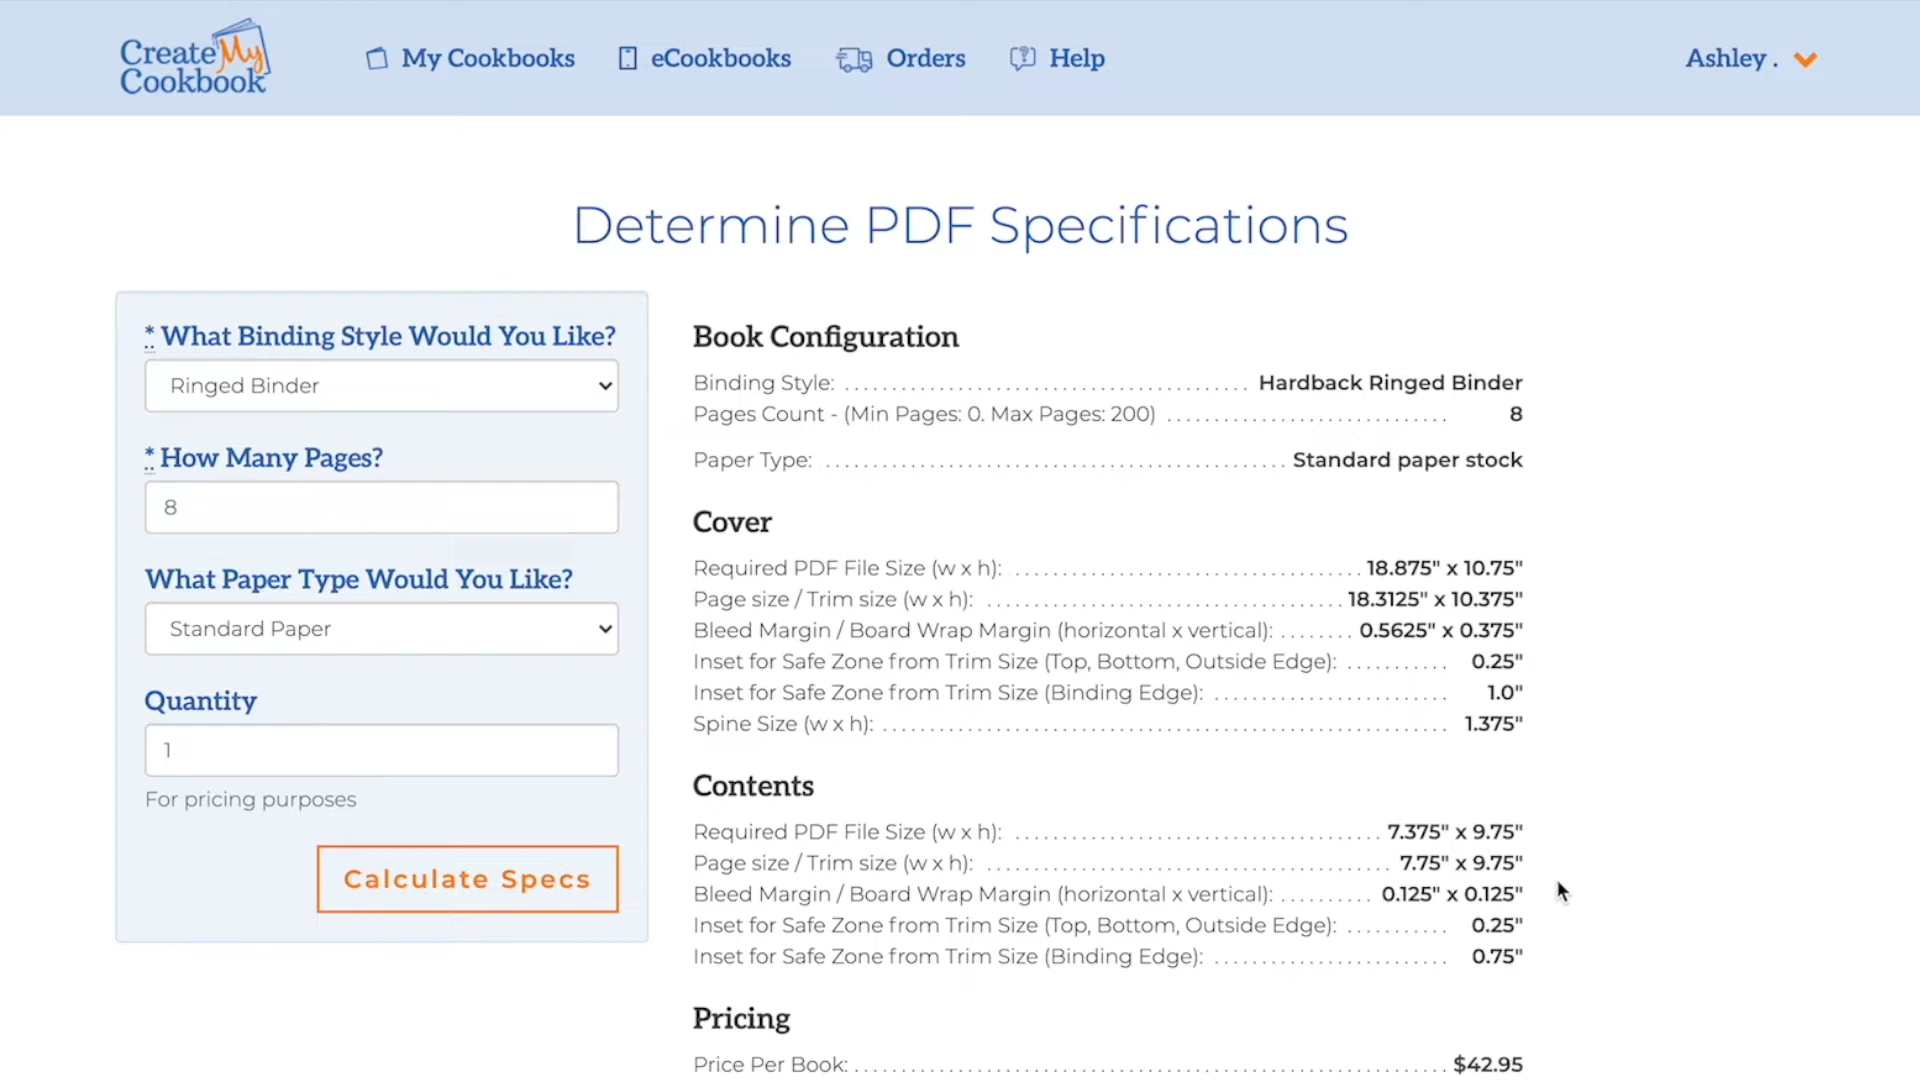 Create My
Cookbook
My Cookbooks
eCookbooks
Orders
Help
Ashley .
Determine PDF Specifications
* What Binding Style Would You Like?
Ringed Binder
* How Many Pages?
8
What Paper Type Would You Like?
Standard Paper
Quantity
1
For pricing purposes
Calculate Specs
Book Configuration
Binding Style: Hardback Ringed Binder
Pages Count - (Min Pages: 0. Max Pages: 200) 8
Paper Type: Standard paper stock
Cover
Required PDF File Size (w x h): 18.875" x 10.75"
Page size / Trim size (w x h): 18.3125" x 10.375"
Bleed Margin / Board Wrap Margin (horizontal x vertical): 0.5625" x 0.375"
Inset for Safe Zone from Trim Size (Top, Bottom, Outside Edge): 0.25"
Inset for Safe Zone from Trim Size (Binding Edge): 1.0"
Spine Size (w x h): 1.375"
Contents
Required PDF File Size (w x h): 7.375" x 9.75"
Page size / Trim size (w x h): 7.75" x 9.75"
Bleed Margin / Board Wrap Margin (horizontal x vertical): 0.125" x 0.125"
Inset for Safe Zone from Trim Size (Top, Bottom, Outside Edge): 0.25"
Inset for Safe Zone from Trim Size (Binding Edge): 0.75"
Pricing
Price Per Book: $42.95